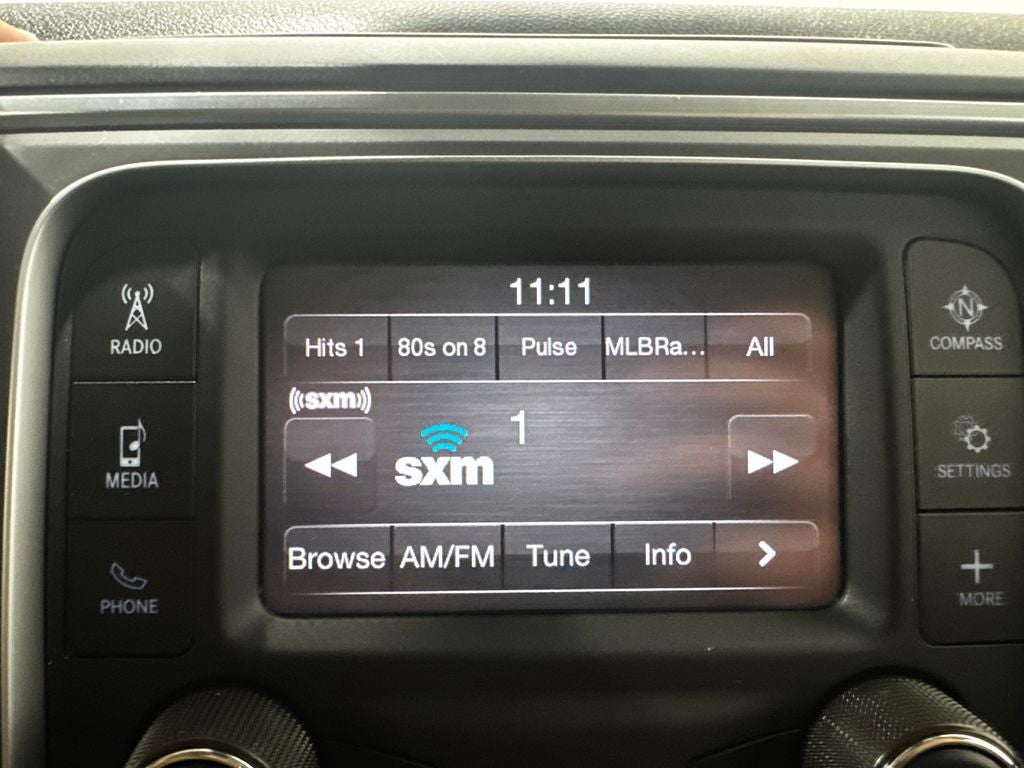 11:11
Hits 1 80s on 8 Pulse MLBRa... All
RADIO
COMPASS
((sxm))
1
sxm
MEDIA
SETTINGS
Browse AM/FM Tune Info
PHONE
MORE
N